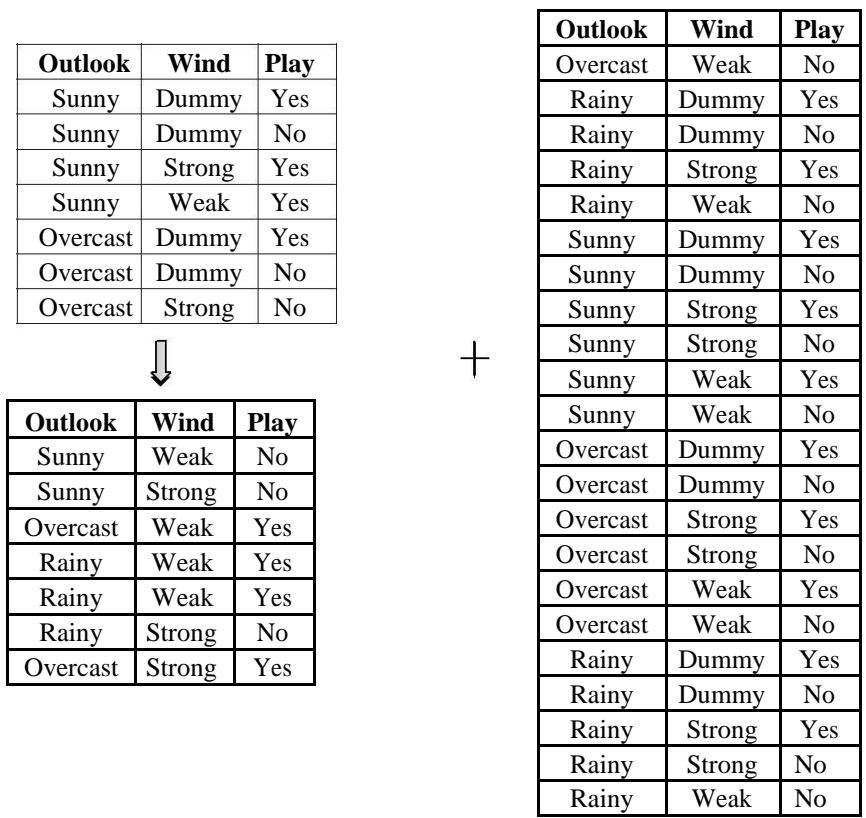 Outlook Wind Play
Sunny Dummy Yes
Sunny Dummy No
Sunny Strong Yes
Sunny Weak Yes
Overcast Dummy Yes
Overcast Dummy No
Overcast Strong No
Outlook Wind Play
Sunny Weak No
Sunny Strong No
Overcast Weak Yes
Rainy Weak Yes
Rainy Weak Yes
Rainy Strong No
Overcast Strong Yes
+
Outlook Wind Play
Overcast Weak No
Rainy Dummy Yes
Rainy Dummy No
Rainy Strong Yes
Rainy Weak No
Sunny Dummy Yes
Sunny Dummy No
Sunny Strong Yes
Sunny Strong No
Sunny Weak Yes
Sunny Weak No
Overcast Dummy Yes
Overcast Dummy No
Overcast Strong Yes
Overcast Strong No
Overcast Weak Yes
Overcast Weak No
Rainy Dummy Yes
Rainy Dummy No
Rainy Strong Yes
Rainy Strong No
Rainy Weak No